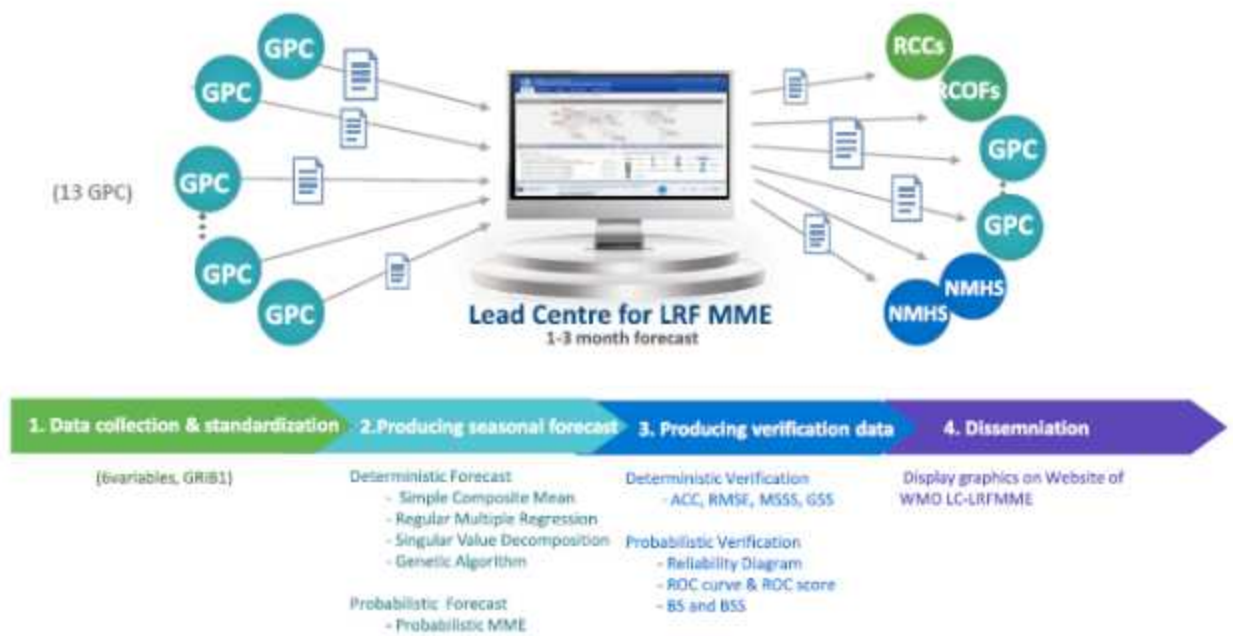 GPC
GPC
(13 GPC)
GPC
GPC
GPC
RCCs
RCOFs
GPC
GPC
NMHS
NMHS
Lead Centre for LRF MME
1-3 month forecast
1. Data collection & standardization
2.Producing seasonal forecast
3. Producing verification data
4. Dissemniation
(6variables, GRIB1)
Deterministic Forecast
- Simple Composite Mean
- Regular Multiple Regression
- Singular Value Decomposition
- Genetic Algorithm
Probabilistic Forecast
- Probabilistic MME
Deterministic Verification
- ACC, RMSE, MSSS, GSS
Probabilistic Verification
- Reliability Diagram
- ROC curve & ROC score
- BS and BSS
Display graphics on Website of
WMO LC-LRFMME